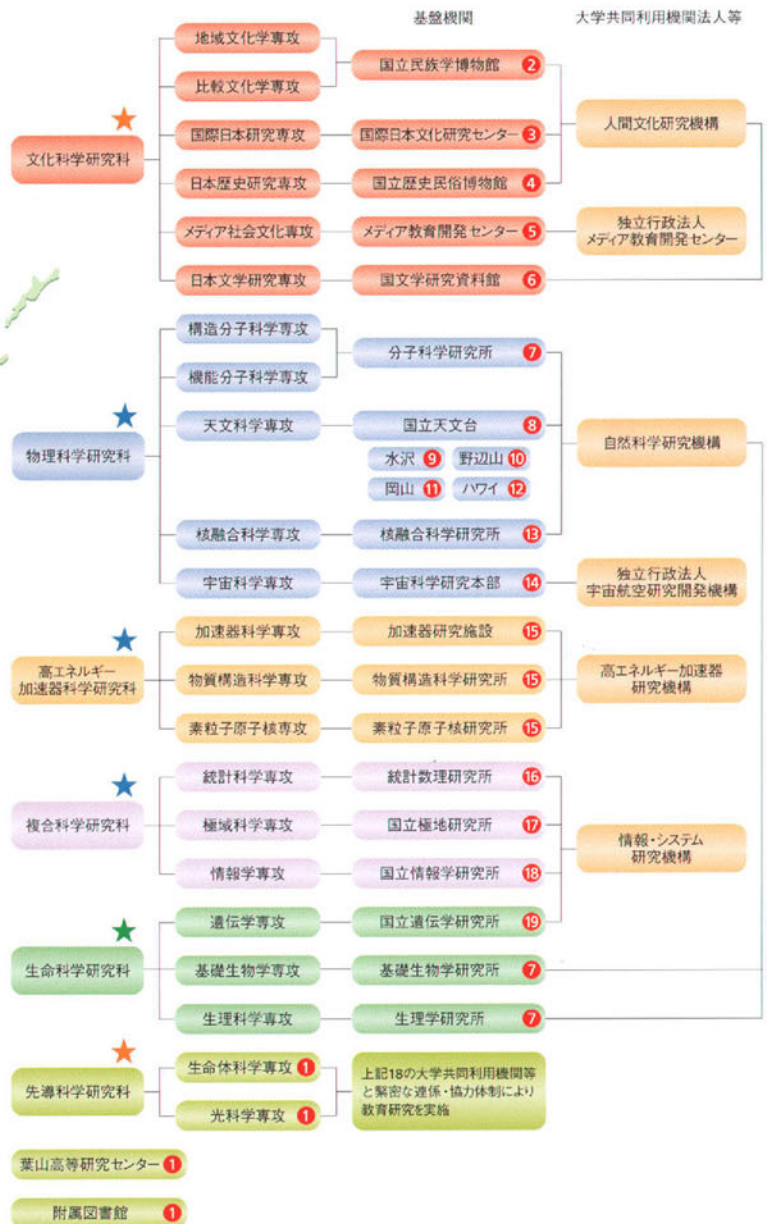 基盤機関 大学共同利用機関法人等
文化科学研究科
地域文化学専攻
比較文化学専攻
国立民族学博物館 2
国際日本研究専攻 国際日本文化研究センター 3
日本歴史研究専攻 国立歴史民俗博物館 4
人間文化研究機構
メディア社会文化専攻 メディア教育開発センター 5
独立行政法人
メディア教育開発センター
日本文学研究専攻 国文学研究資料館 6
物理科学研究科
構造分子科学専攻
機能分子科学専攻
分子科学研究所 7
天文科学専攻 国立天文台 8
水沢 9 野辺山 10
岡山 11 ハワイ 12
自然科学研究機構
核融合科学専攻 核融合科学研究所 13
宇宙科学専攻 宇宙科学研究本部 14
独立行政法人
宇宙航空研究開発機構
高エネルギー
加速器科学研究科
加速器科学専攻 加速器研究施設 15
物質構造科学専攻 物質構造科学研究所 15
素粒子原子核専攻 素粒子原子核研究所 15
高エネルギー加速器
研究機構
複合科学研究科
統計科学専攻 統計数理研究所 16
極域科学専攻 国立極地研究所 17
情報学専攻 国立情報学研究所 18
情報・システム
研究機構
生命科学研究科
遺伝学専攻 国立遺伝学研究所 19
基礎生物学専攻 基礎生物学研究所 7
生理科学専攻 生理学研究所 7
先導科学研究科
生命体科学専攻 1
光科学専攻 1
上記18の大学共同利用機関等
と緊密な連係・協力体制により
教育研究を実施
葉山高等研究センター 1
附属図書館 1